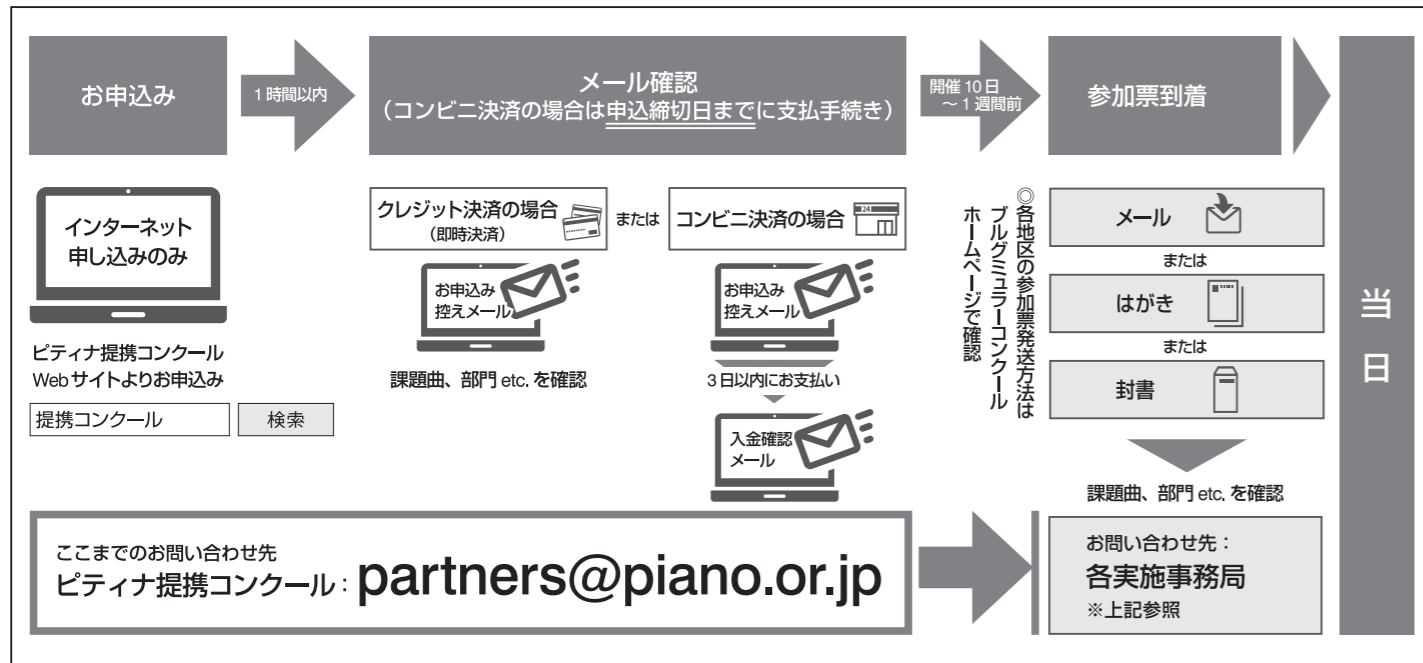 お申込み
1時間以内
メール確認
（コンビニ決済の場合は申込締切日までに支払手続き）
開催10日
～1週間前
参加票到着
当日
インターネット
申し込みのみ
ピティナ提携コンクール
Webサイトよりお申込み
提携コンクール
検索
クレジット決済の場合
（即時決済）
または
コンビニ決済の場合
24
お申込み
控えメール
課題曲、部門 etc. を確認
お申込み
控えメール
3日以内にお支払い
入金確認
メール
◎各地区の参加票発送方法は
ブルグミュラーコンクール
ホームページで確認
メール
または
はがき
または
封書
課題曲、部門 etc. を確認
ここまでのお問い合わせ先
ピティナ提携コンクール：partners@piano.or.jp
お問い合わせ先：
各実施事務局
※上記参照